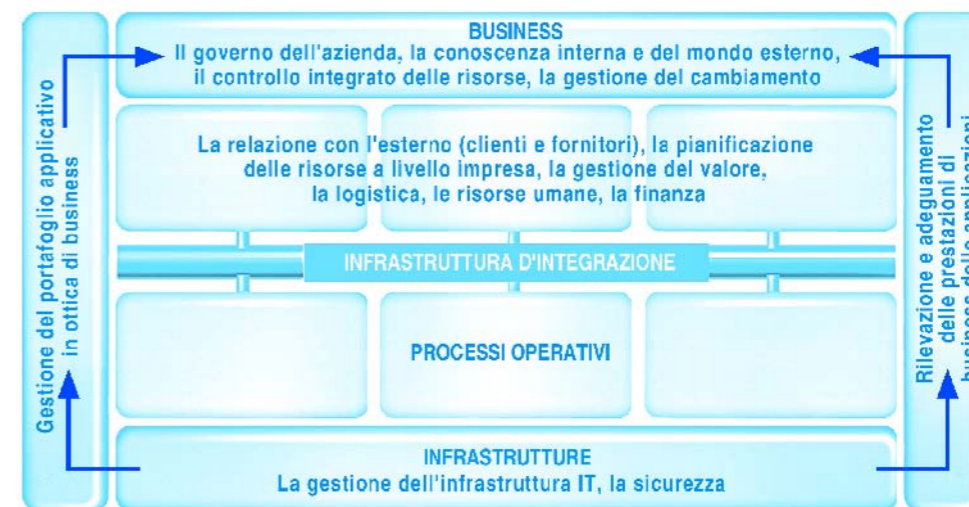 BUSINESS
Il governo dell'azienda, la conoscenza interna e del mondo esterno,
il controllo integrato delle risorse, la gestione del cambiamento
La relazione con l'esterno (clienti e fornitori), la pianificazione
delle risorse a livello impresa, la gestione del valore,
la logistica, le risorse umane, la finanza
INFRASTRUTTURA D'INTEGRAZIONE
PROCESSI OPERATIVI
INFRASTRUTTURE
La gestione dell'infrastruttura IT, la sicurezza
Gestione del portafoglio applicativo
in ottica di business
Rilevazione e adeguamento
delle prestazioni di
business delle applicazioni